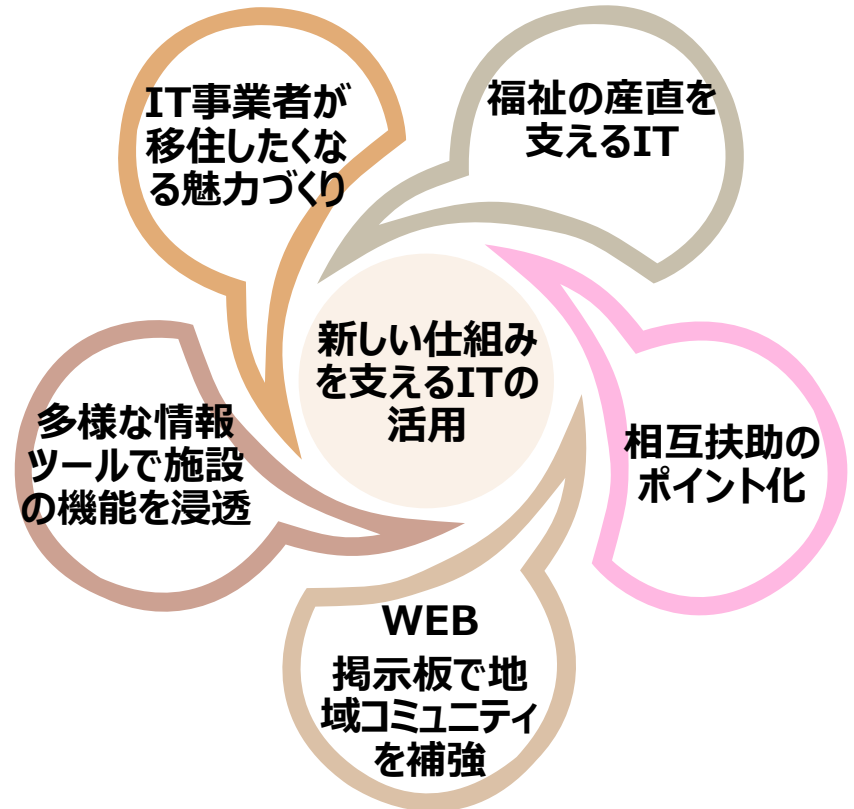 IT事業者が
移住したくな
る魅力づくり
福祉の産直を
支えるIT
新しい仕組み
を支えるITの
活用
相互扶助の
ポイント化
多様な情報
ツールで施設
の機能を浸透
WEB
掲示板で地
域コミュニティ
を補強